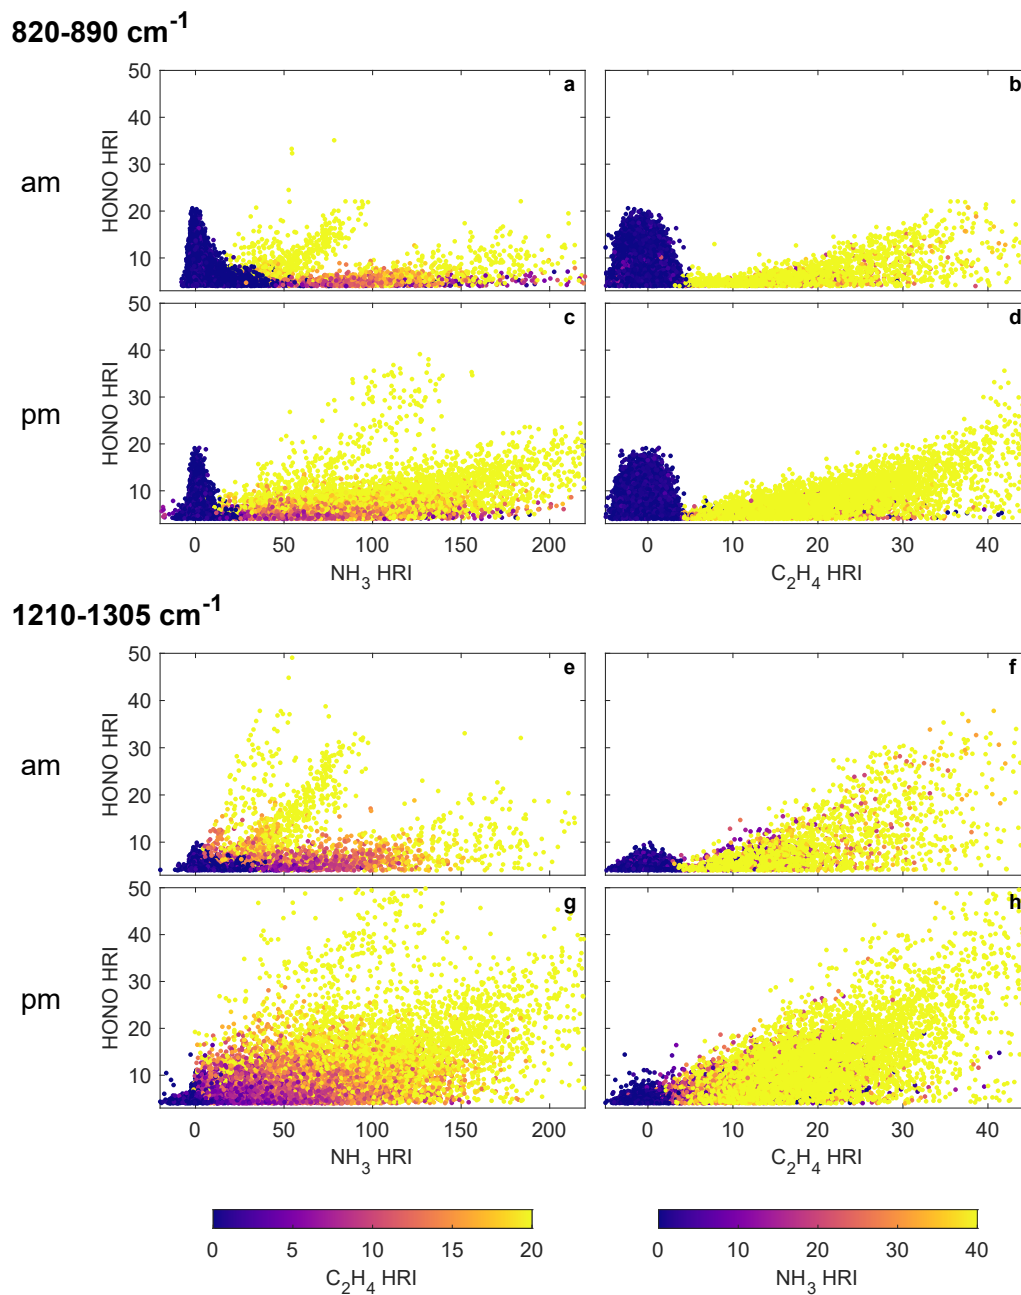 820-890 cm⁻¹
am
HONO HRI
50
40
30
20
10
a
b
pm
HONO HRI
50
40
30
20
10
c
d
0 50 100 150 200
NH₃ HRI
0 10 20 30 40
C₂H₄ HRI
1210-1305 cm⁻¹
am
HONO HRI
50
40
30
20
10
e
f
pm
HONO HRI
50
40
30
20
10
g
h
0 50 100 150 200
NH₃ HRI
0 10 20 30 40
C₂H₄ HRI
0 5 10 15 20
C₂H₄ HRI
0 10 20 30 40
NH₃ HRI